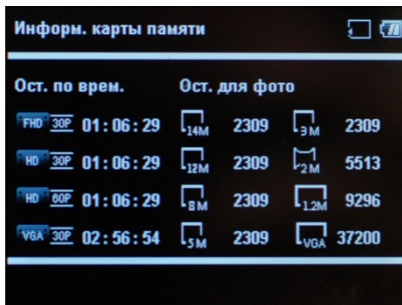 Информ. карты памяти
Ост. по врем. Ост. для фото
FHD 30P 01:06:29 14M 2309 3M 2309
HD 30P 01:06:29 12M 2309 2M 5513
HD 60P 01:06:29 8M 2309 1.2M 9296
VGA 30P 02:56:54 5M 2309 VGA 37200